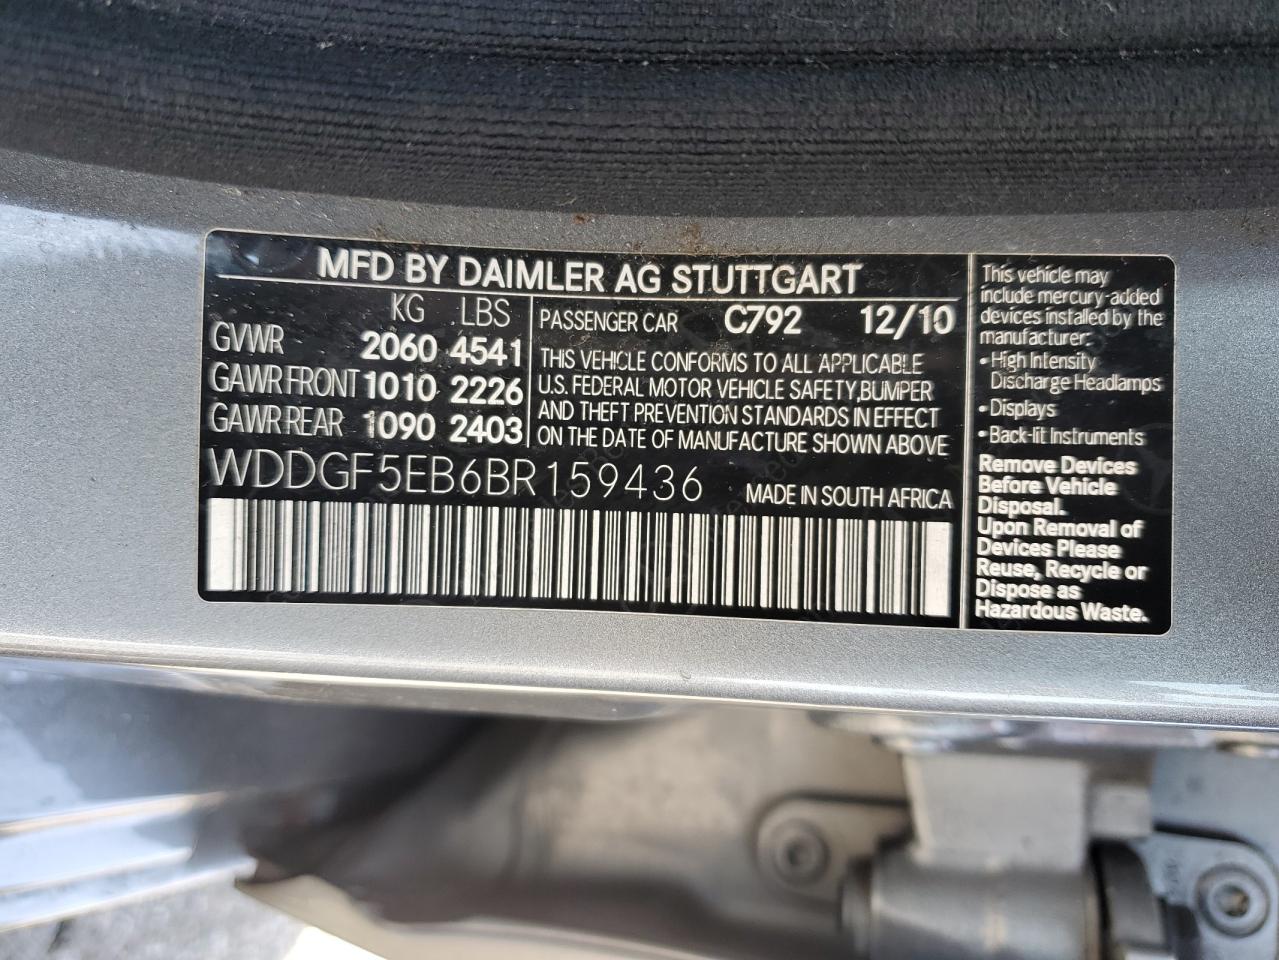 MFD BY DAIMLER AG STUTTGART
KG LBS
GVWR 2060 4541
GAWR FRONT 1010 2226
GAWR REAR 1090 2403
PASSENGER CAR C792 12/10
THIS VEHICLE CONFORMS TO ALL APPLICABLE
U.S. FEDERAL MOTOR VEHICLE SAFETY, BUMPER
AND THEFT PREVENTION STANDARDS IN EFFECT
ON THE DATE OF MANUFACTURE SHOWN ABOVE
WDDGF5EB6BR159436
MADE IN SOUTH AFRICA
This vehicle may
include mercury-added
devices installed by the
manufacturer:
• High Intensity
Discharge Headlamps
• Displays
• Back-lit Instruments
Remove Devices
Before Vehicle
Disposal.
Upon Removal of
Devices Please
Reuse, Recycle or
Dispose as
Hazardous Waste.